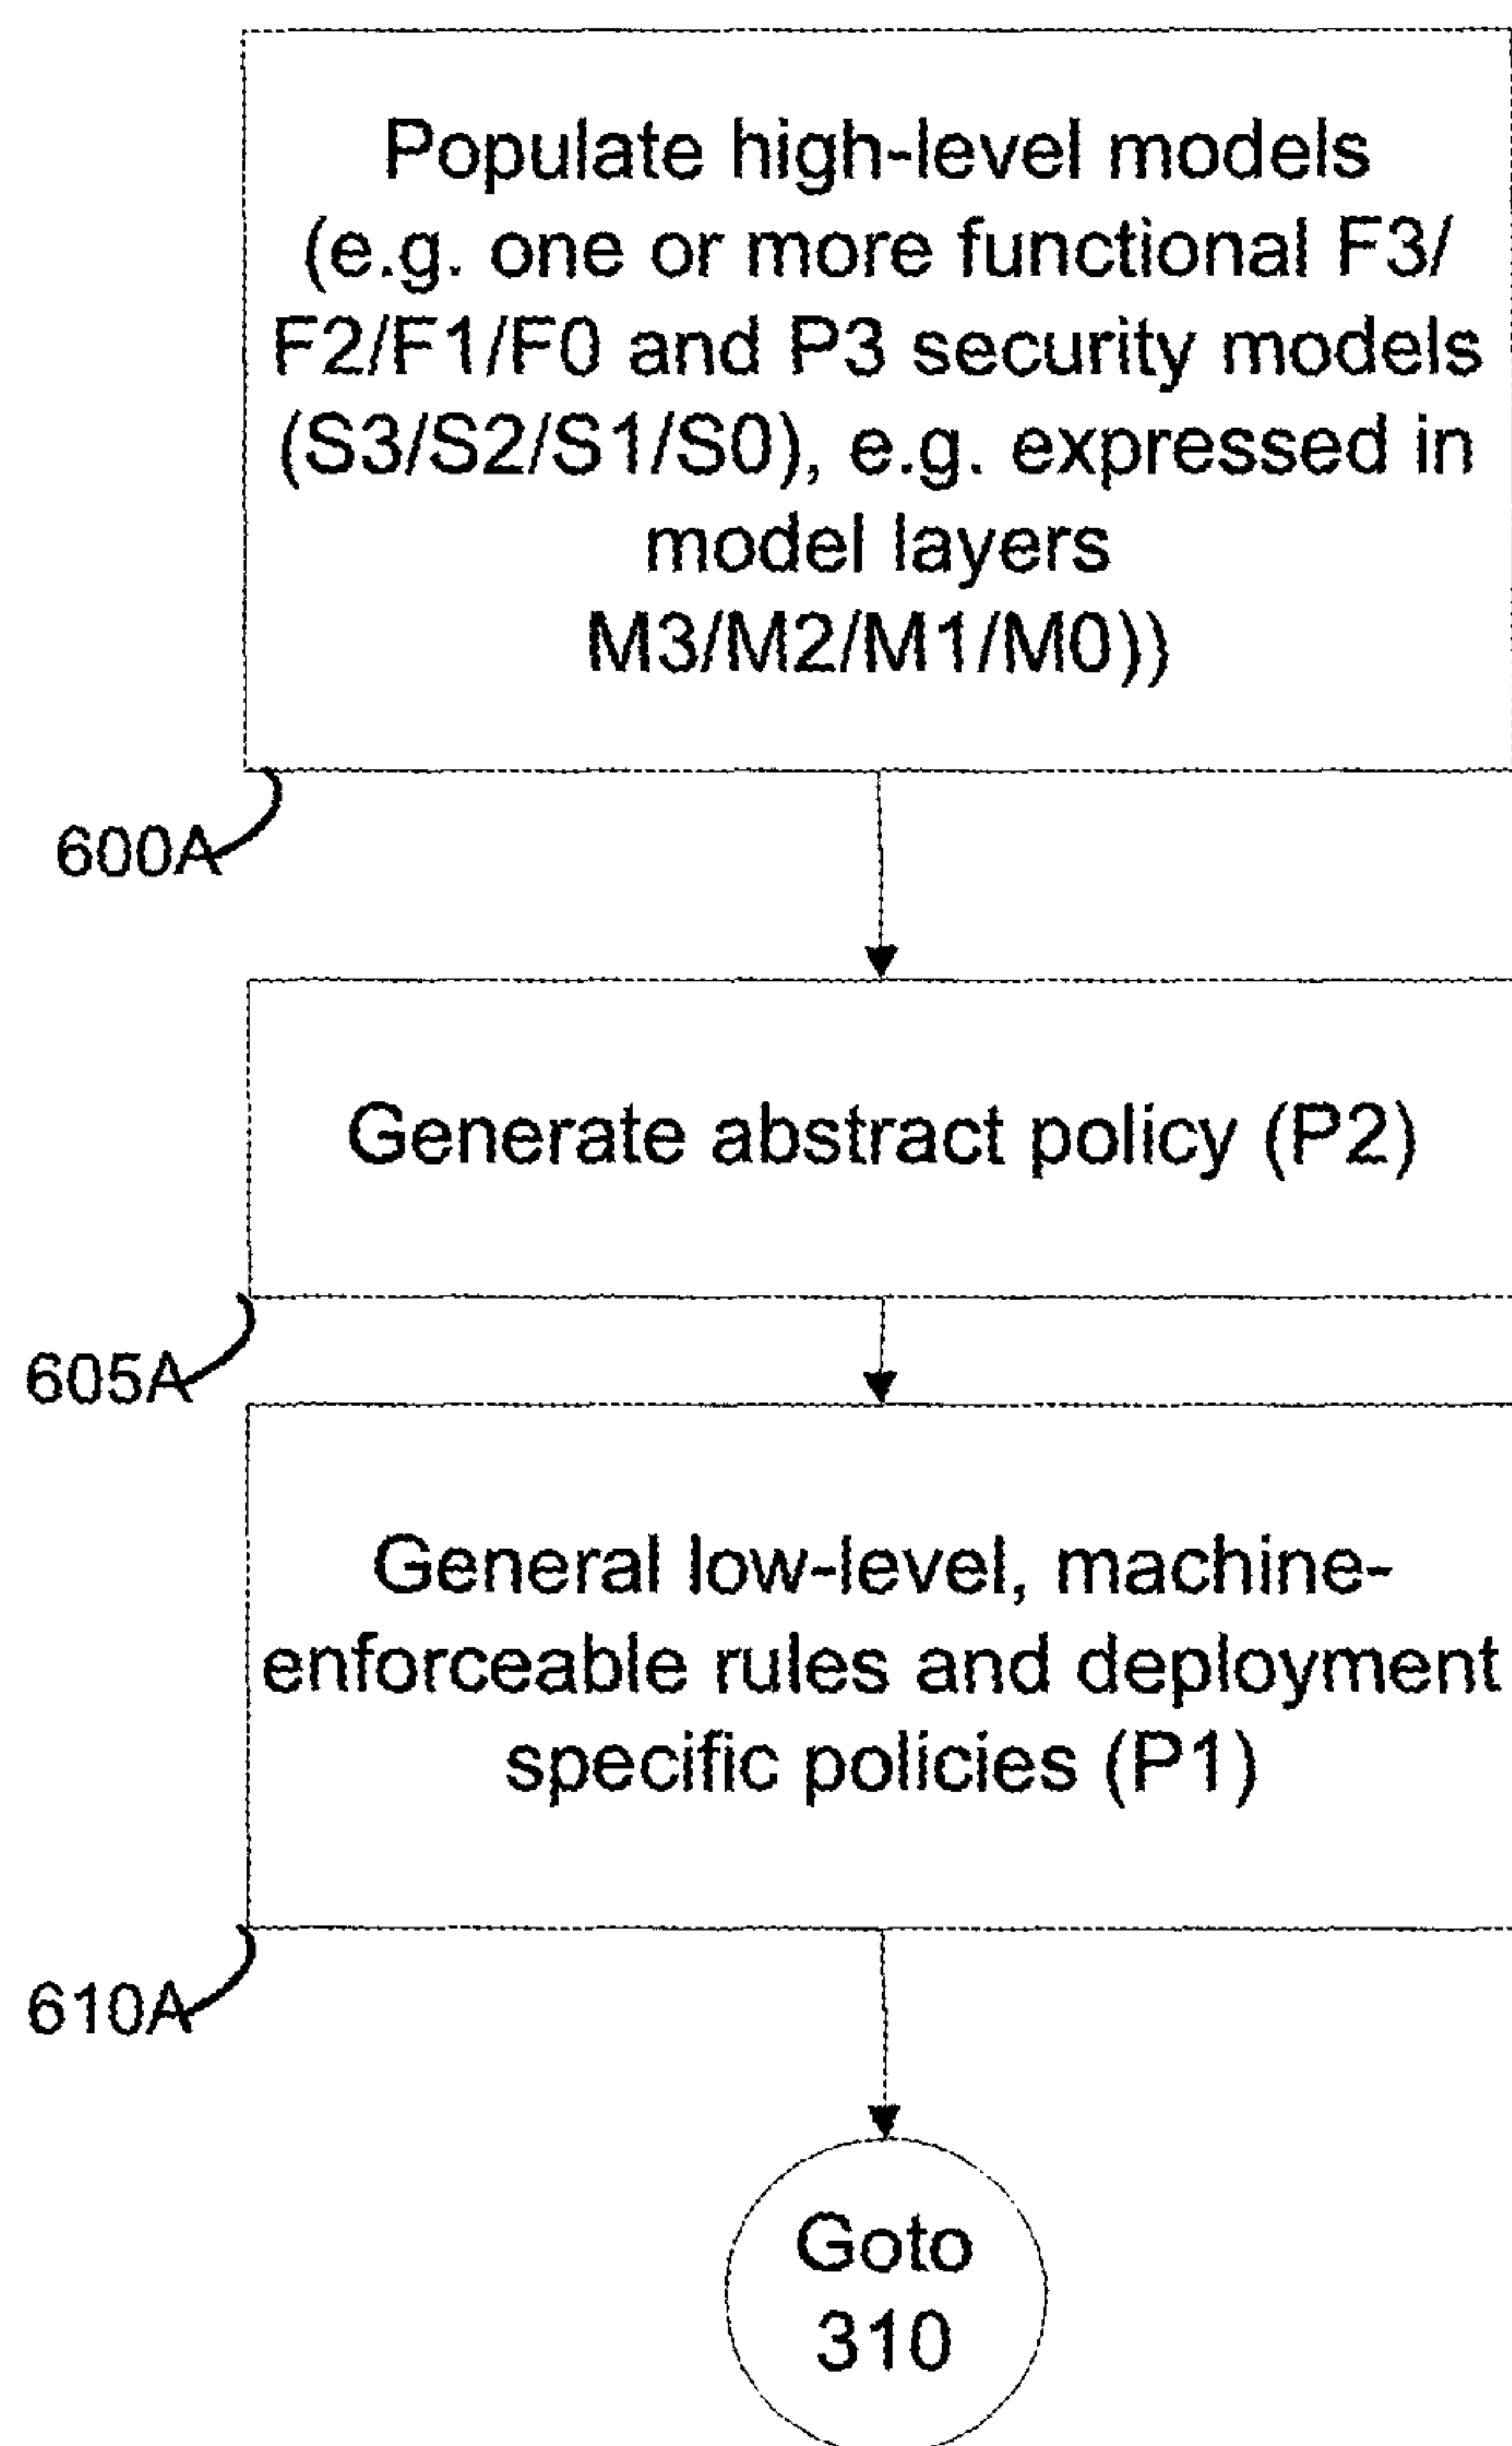 Populate high-level models
(e.g. one or more functional F3/
F2/F1/F0 and P3 security models
(S3/S2/S1/S0), e.g. expressed in
model layers
M3/M2/M1/M0))
600A
Generate abstract policy (P2)
605A
General low-level, machine-
enforceable rules and deployment
specific policies (P1)
610A
Goto
310